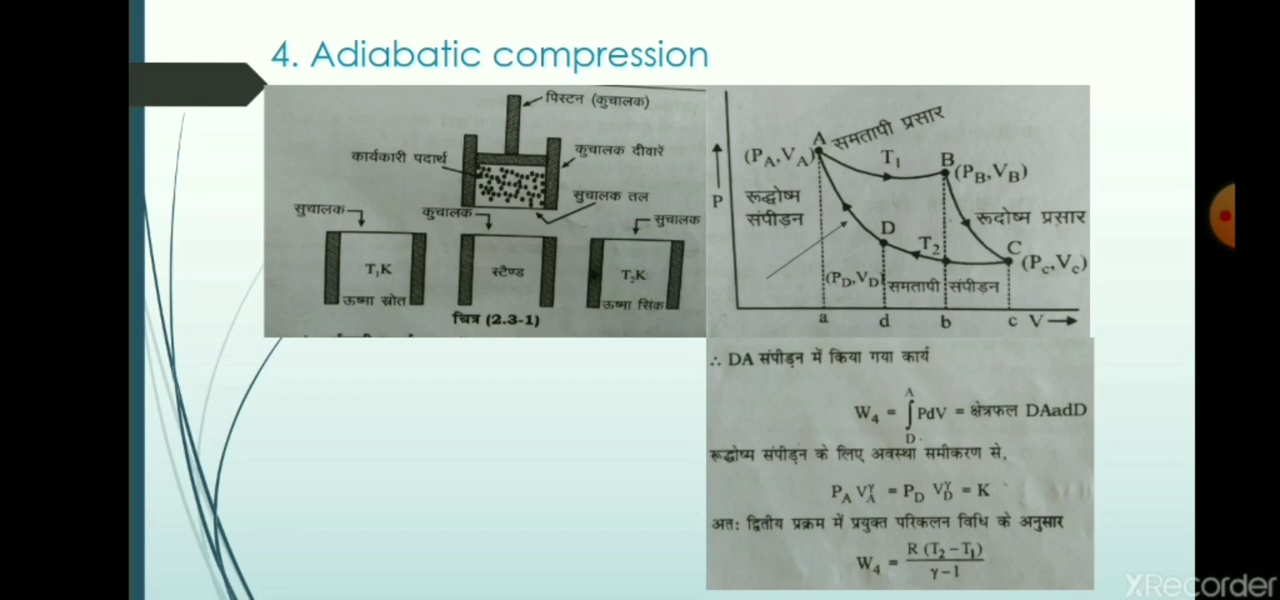 4. Adiabatic compression
पिस्टन (कुचालक)
कार्यकारी पदार्थ
कुचालक दीवारें
सुचालक तल
सुचालक
कुचालक
सुचालक
T₁K
ऊष्मा स्रोत
स्टैण्ड
T₂K
ऊष्मा सिंक
चित्र (2.3-1)
P
A
(P_A, V_A)
समतापी प्रसार
T₁
B
(P_B, V_B)
रूद्धोष्म
संपीड़न
रूदोष्म प्रसार
D
T₂
C
(P_c, V_c)
(P_D, V_D)
समतापी संपीड़न
a d b c V
∴ DA संपीड़न में किया गया कार्य
W₄ = ∫_D^A PdV = क्षेत्रफल DAadD
रूद्धोष्म संपीड़न के लिए अवस्था समीकरण से,
P_A V_A^γ = P_D V_D^γ = K
अतः द्वितीय प्रक्रम में प्रयुक्त परिकलन विधि के अनुसार
W₄ = R (T₂ – T₁) / γ – 1
XRecorder